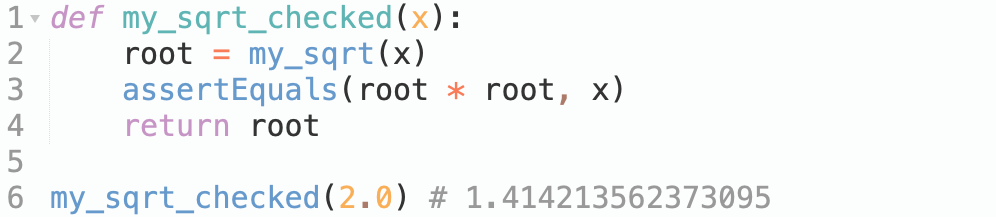 1 def my_sqrt_checked(x):
2     root = my_sqrt(x)
3     assertEquals(root * root, x)
4     return root
5
6 my_sqrt_checked(2.0) # 1.414213562373095